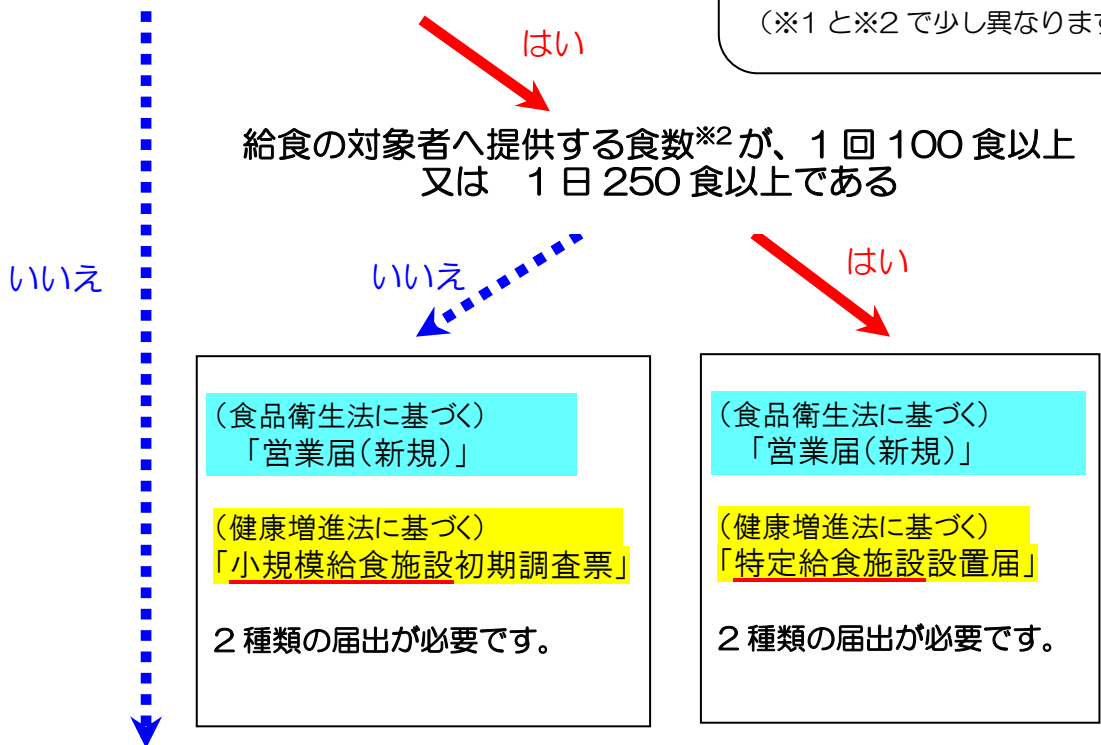 （※1 と※2 で少し異なります
はい
給食の対象者へ提供する食数※2が、1回100食以上
又は　1日250食以上である
いいえ
いいえ
はい
（食品衛生法に基づく）
「営業届（新規）」
（健康増進法に基づく）
「小規模給食施設初期調査票」
2種類の届出が必要です。
（食品衛生法に基づく）
「営業届（新規）」
（健康増進法に基づく）
「特定給食施設設置届」
2種類の届出が必要です。